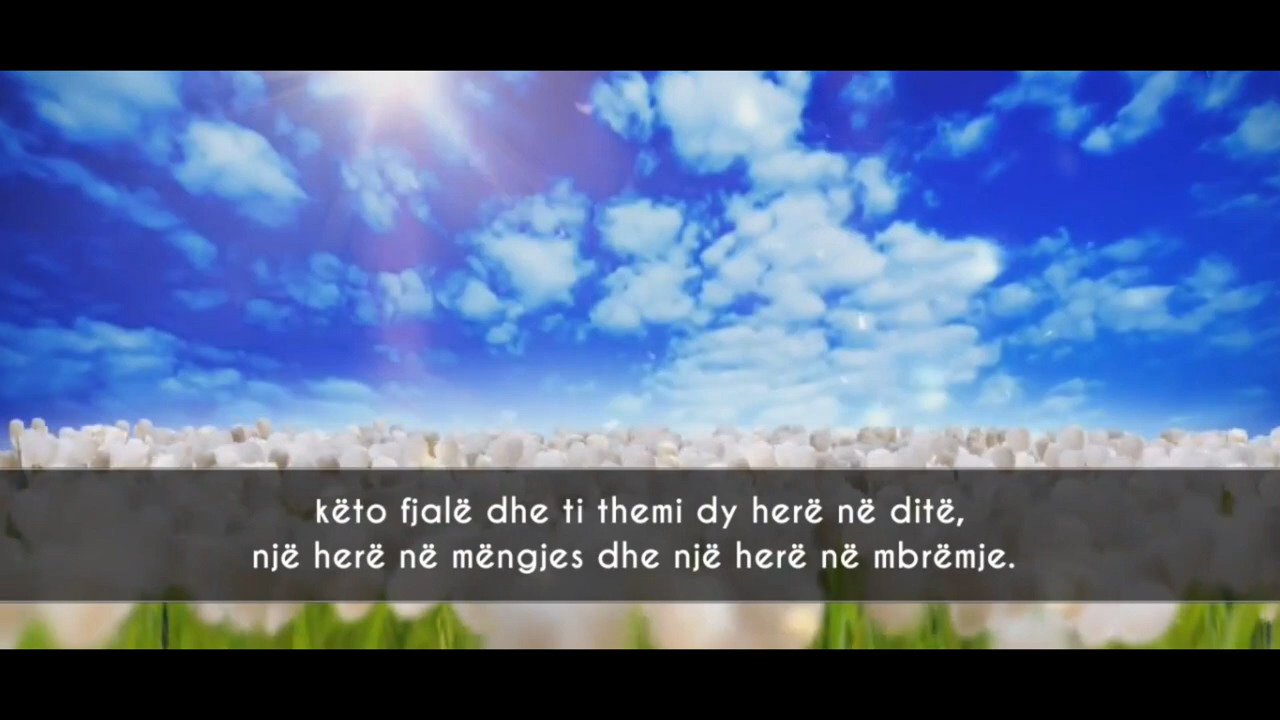 këto fjalë dhe ti themi dy herë në ditë,
një herë në mëngjes dhe një herë në mbrëmje.